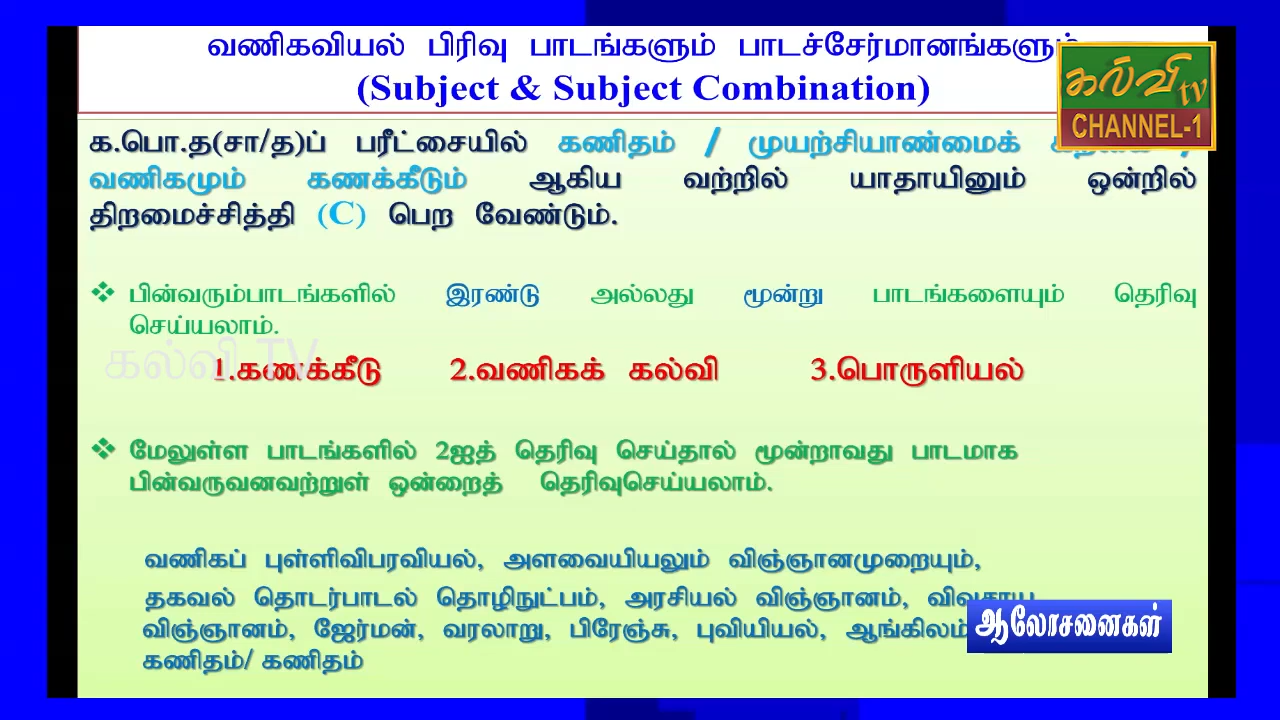 வணிகவியல் பிரிவு பாடங்களும் பாடச்சேர்மானங்களும்
(Subject & Subject Combination)
கல்வி tv
CHANNEL-1
க.பொ.த(சா/த)ப் பரீட்சையில் கணிதம் / முயற்சியாண்மைக்
வணிகமும் கணக்கீடும் ஆகிய வற்றில் யாதாயினும் ஒன்றில்
திறமைச்சித்தி (C) பெற வேண்டும்.
❖ பின்வரும்பாடங்களில் இரண்டு அல்லது மூன்று பாடங்களையும் தெரிவு
செய்யலாம்.
கல்வி TV
1.கணக்கீடு 2.வணிகக் கல்வி 3.பொருளியல்
❖ மேலுள்ள பாடங்களில் 2ஐத் தெரிவு செய்தால் மூன்றாவது பாடமாக
பின்வருவனவற்றுள் ஒன்றைத் தெரிவுசெய்யலாம்.
வணிகப் புள்ளிவிபரவியல், அளவையியலும் விஞ்ஞானமுறையும்,
தகவல் தொடர்பாடல் தொழிநுட்பம், அரசியல் விஞ்ஞானம், விவசாய
விஞ்ஞானம், ஜேர்மன், வரலாறு, பிரேஞ்சு, புவியியல், ஆங்கிலம்
ஆலோசனைகள்
கணிதம்/ கணிதம்